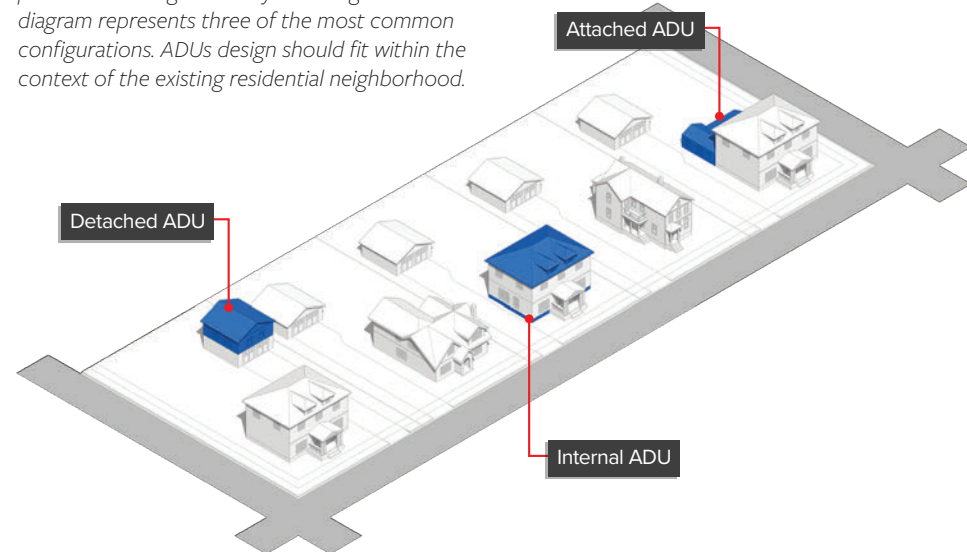 diagram represents three of the most common
configurations. ADUs design should fit within the
context of the existing residential neighborhood.
Attached ADU
Detached ADU
Internal ADU